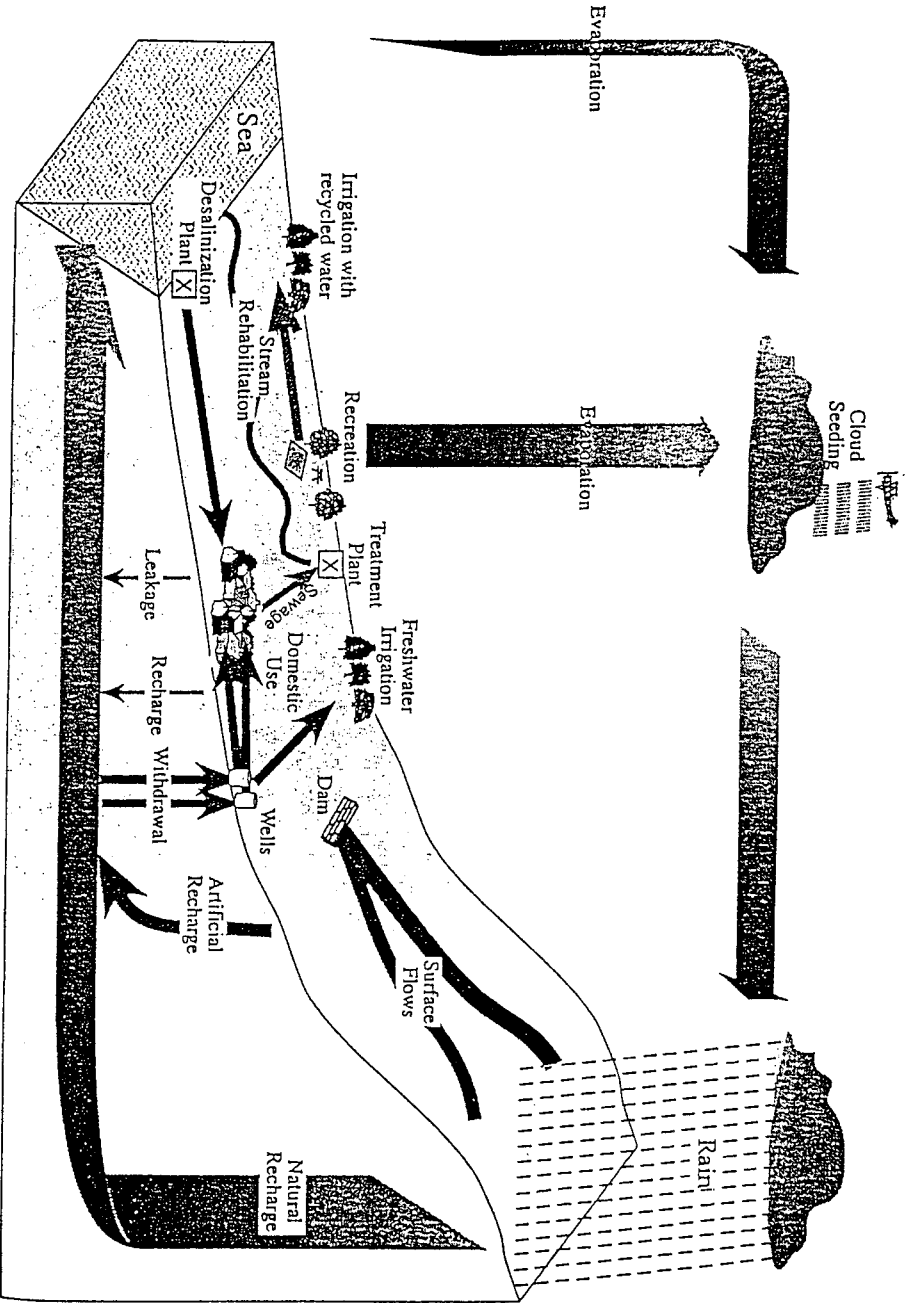 Evaporation
Cloud
Seeding
Evaporation
Rain
Irrigation with
recycled water
Recreation
Treatment
Plant
Freshwater
Irrigation
Sea
Stream
Rehabilitation
Sewage
Domestic
Use
Dam
Surface
Flows
Desalinization
Plant
X
X
Wells
Leakage
Recharge
Withdrawal
Artificial
Recharge
Natural
Recharge